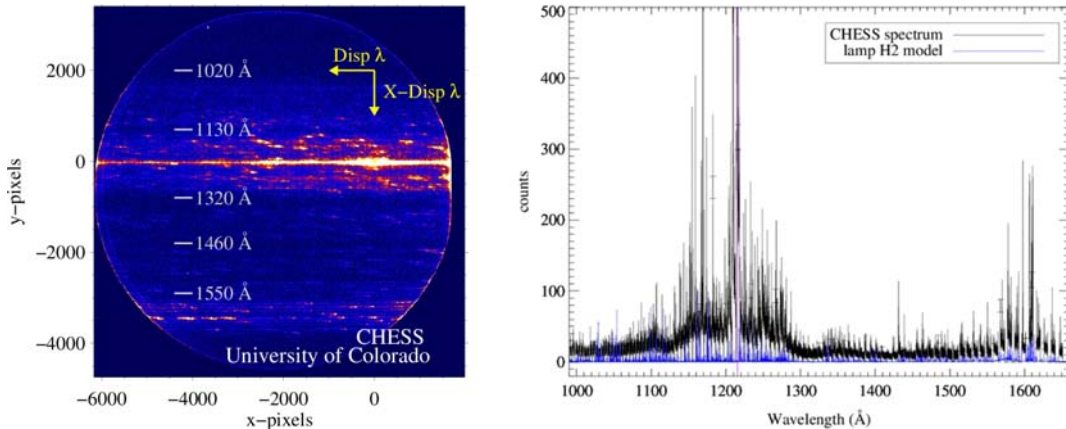 2000
0
−2000
−4000
y−pixels
−6000
−4000
−2000
0
x−pixels
Disp λ
X−Disp λ
1020 Å
1130 Å
1320 Å
1460 Å
1550 Å
CHESS
University of Colorado
500
400
300
200
100
0
counts
CHESS spectrum
lamp H2 model
1000
1100
1200
1300
1400
1500
1600
Wavelength (Å)